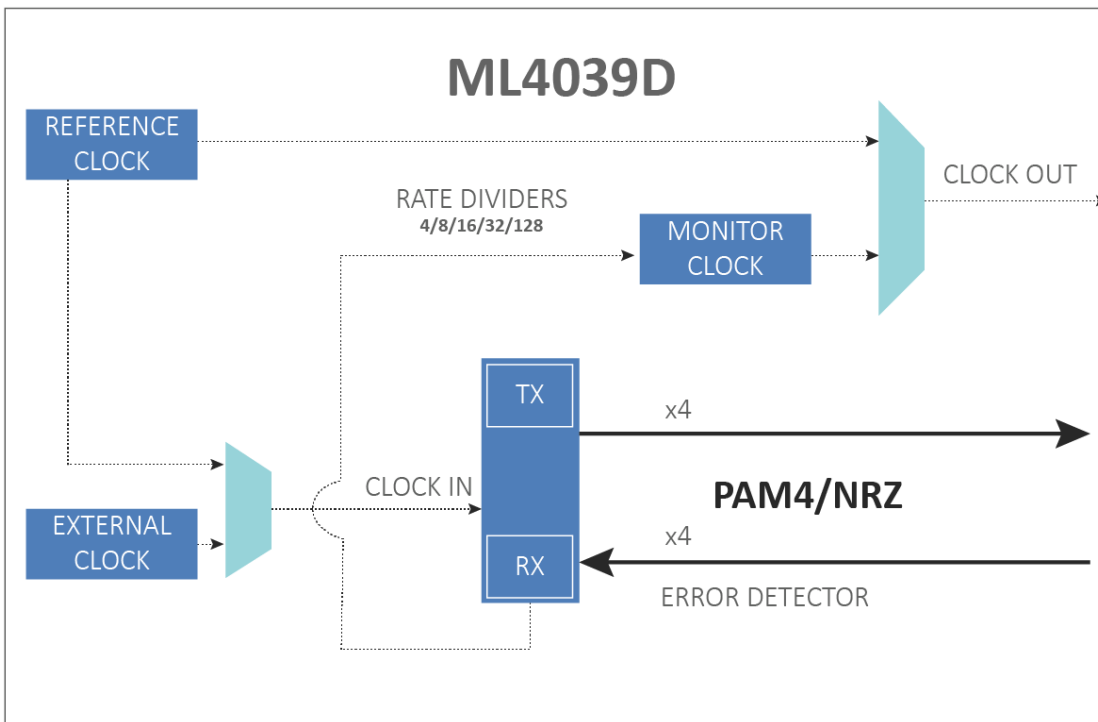 ML4039D
REFERENCE
CLOCK
CLOCK OUT
RATE DIVIDERS
4/8/16/32/128
MONITOR
CLOCK
TX
x4
CLOCK IN
PAM4/NRZ
EXTERNAL
CLOCK
x4
RX
ERROR DETECTOR